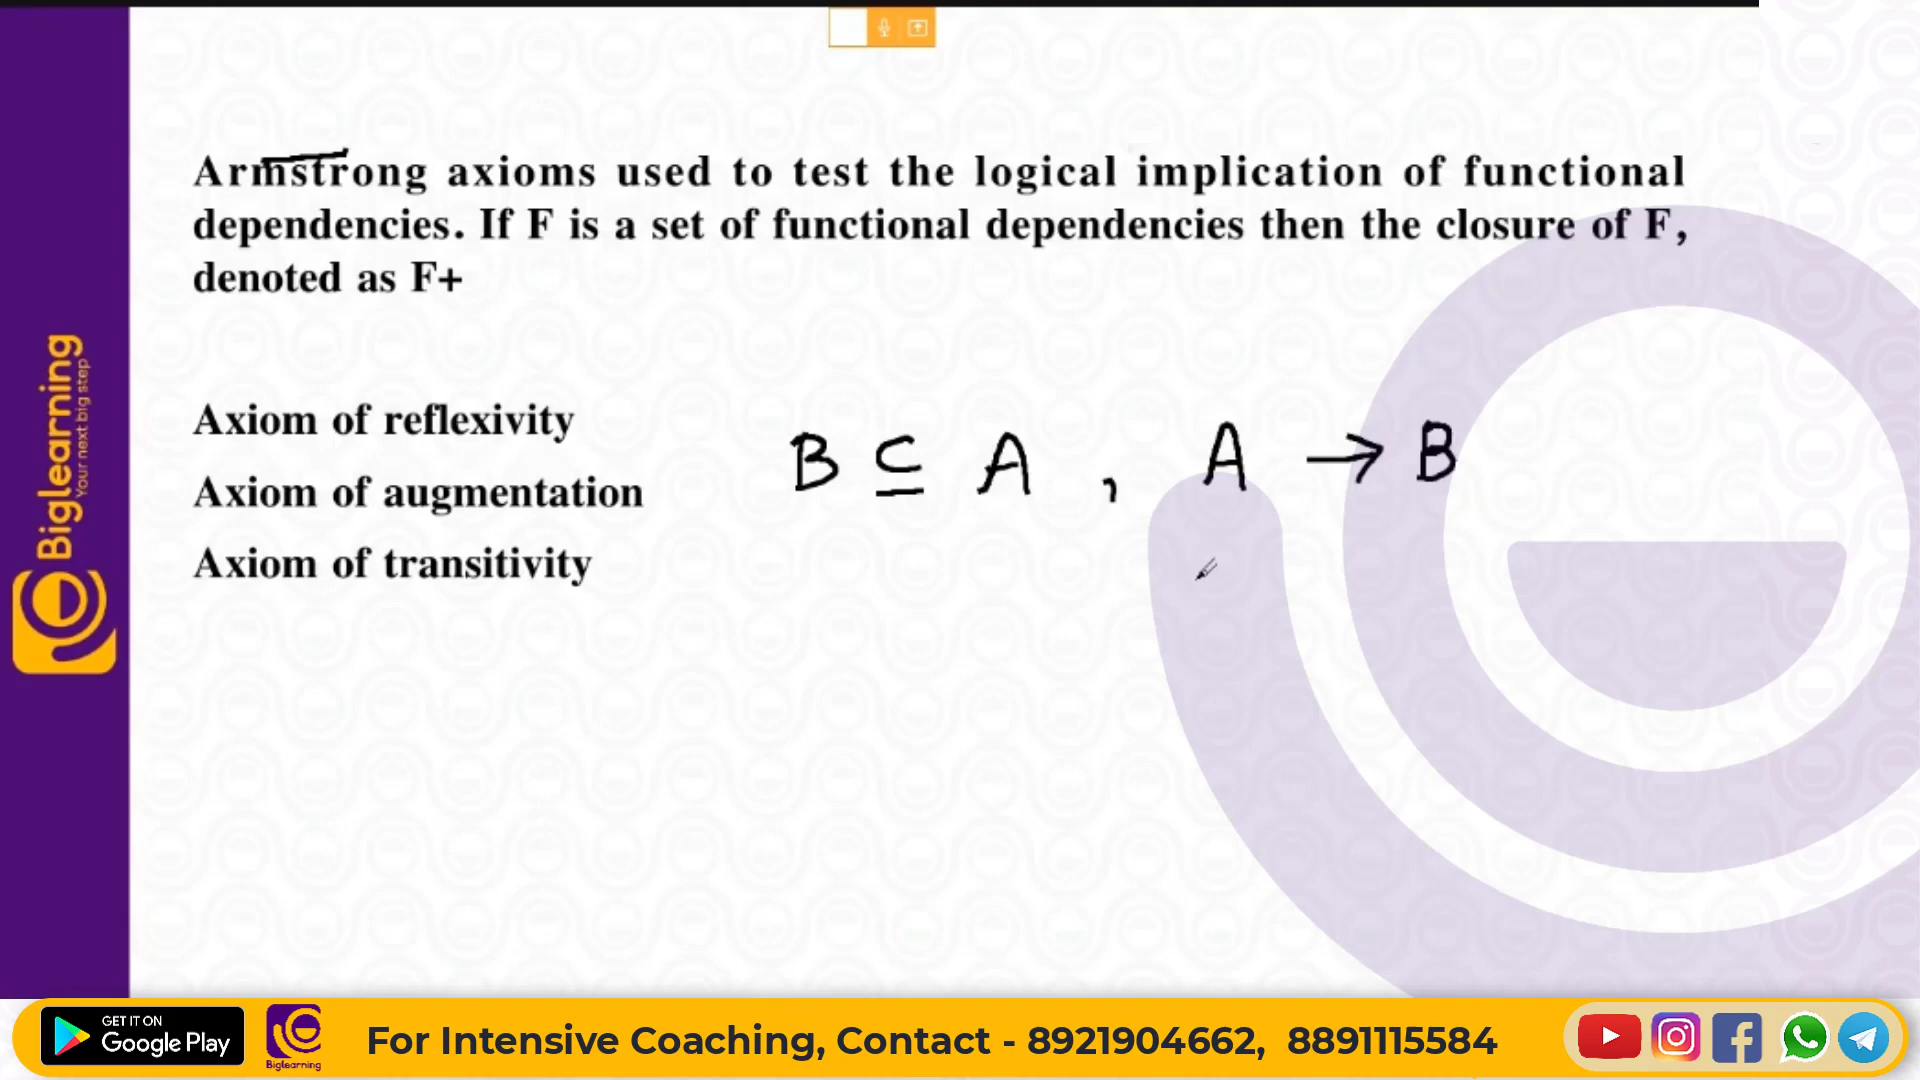 Armstrong axioms used to test the logical implication of functional
dependencies. If F is a set of functional dependencies then the closure of F,
denoted as F+
Axiom of reflexivity
B ⊆ A , A → B
Axiom of augmentation
Axiom of transitivity
Biglearning
Your next big step
GET IT ON
Google Play
Biglearning
For Intensive Coaching, Contact - 8921904662, 8891115584